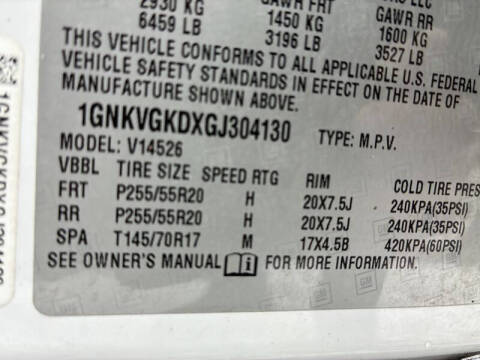 2930 KG GAWR FRT GAWR RR
6459 LB 1450 KG 1600 KG
3196 LB 3527 LB
THIS VEHICLE CONFORMS TO ALL APPLICABLE U.S. FEDERAL
VEHICLE SAFETY STANDARDS IN EFFECT ON THE DATE OF
MANUFACTURE SHOWN ABOVE.
1GNKVGKDXGJ304130 TYPE: M.P.V.
MODEL: V14526
VBBL TIRE SIZE SPEED RTG RIM COLD TIRE PRES
FRT P255/55R20 H 20X7.5J 240KPA(35PSI)
RR P255/55R20 H 20X7.5J 240KPA(35PSI)
SPA T145/70R17 M 17X4.5B 420KPA(60PSI)
SEE OWNER'S MANUAL i FOR MORE INFORMATION.